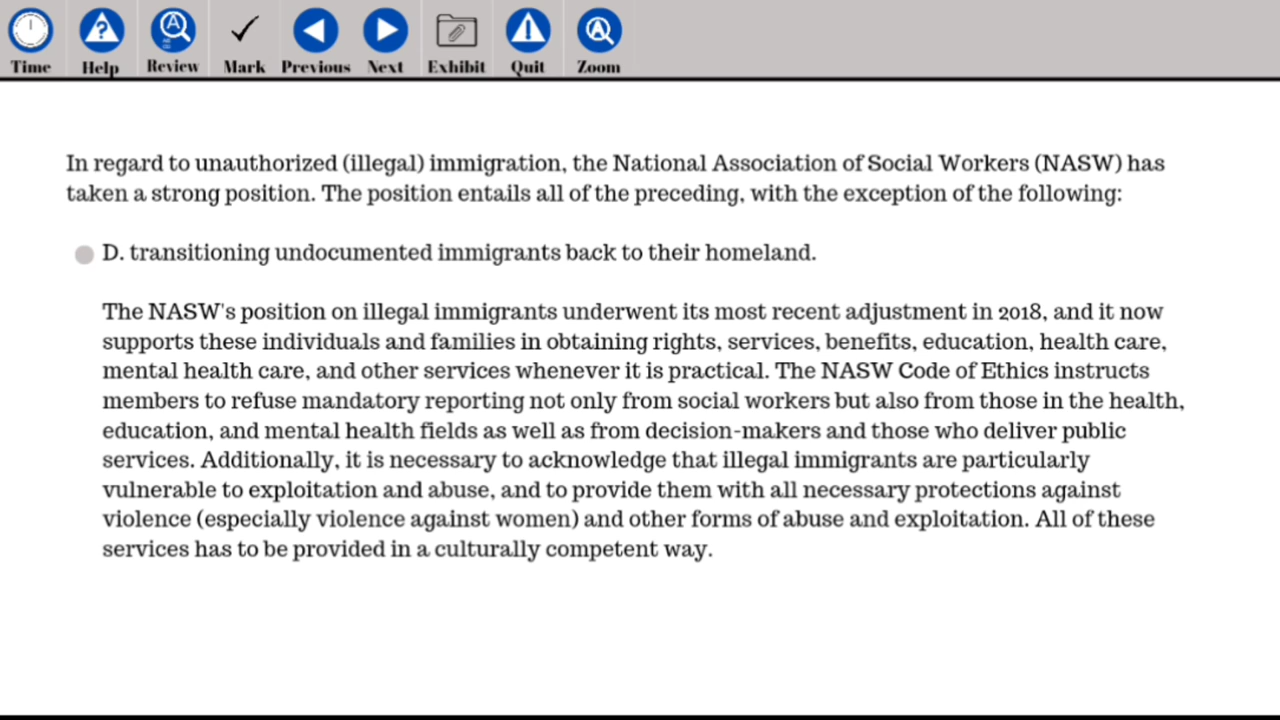 Time Help Review Mark Previous Next Exhibit Quit Zoom
In regard to unauthorized (illegal) immigration, the National Association of Social Workers (NASW) has
taken a strong position. The position entails all of the preceding, with the exception of the following:
D. transitioning undocumented immigrants back to their homeland.
The NASW's position on illegal immigrants underwent its most recent adjustment in 2018, and it now
supports these individuals and families in obtaining rights, services, benefits, education, health care,
mental health care, and other services whenever it is practical. The NASW Code of Ethics instructs
members to refuse mandatory reporting not only from social workers but also from those in the health,
education, and mental health fields as well as from decision-makers and those who deliver public
services. Additionally, it is necessary to acknowledge that illegal immigrants are particularly
vulnerable to exploitation and abuse, and to provide them with all necessary protections against
violence (especially violence against women) and other forms of abuse and exploitation. All of these
services has to be provided in a culturally competent way.